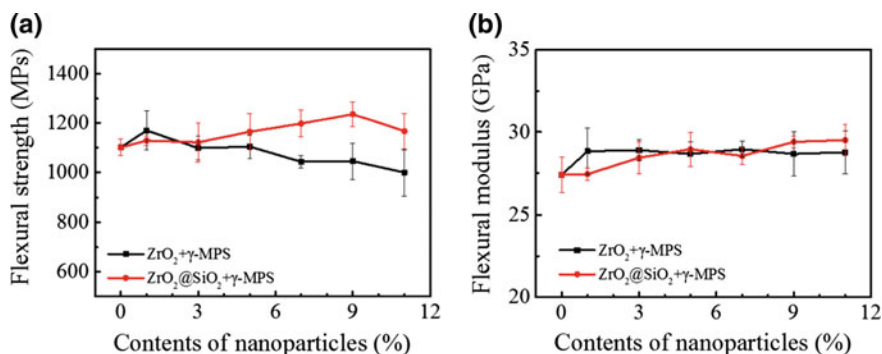 (a)
1400
1200
1000
800
600
Flexural strength (MPs)
ZrO₂+γ-MPS
ZrO₂@SiO₂+γ-MPS
0 3 6 9 12
Contents of nanoparticles (%)
(b)
35
30
25
20
Flexural modulus (GPa)
ZrO₂+γ-MPS
ZrO₂@SiO₂+γ-MPS
0 3 6 9 12
Contents of nanoparticles (%)